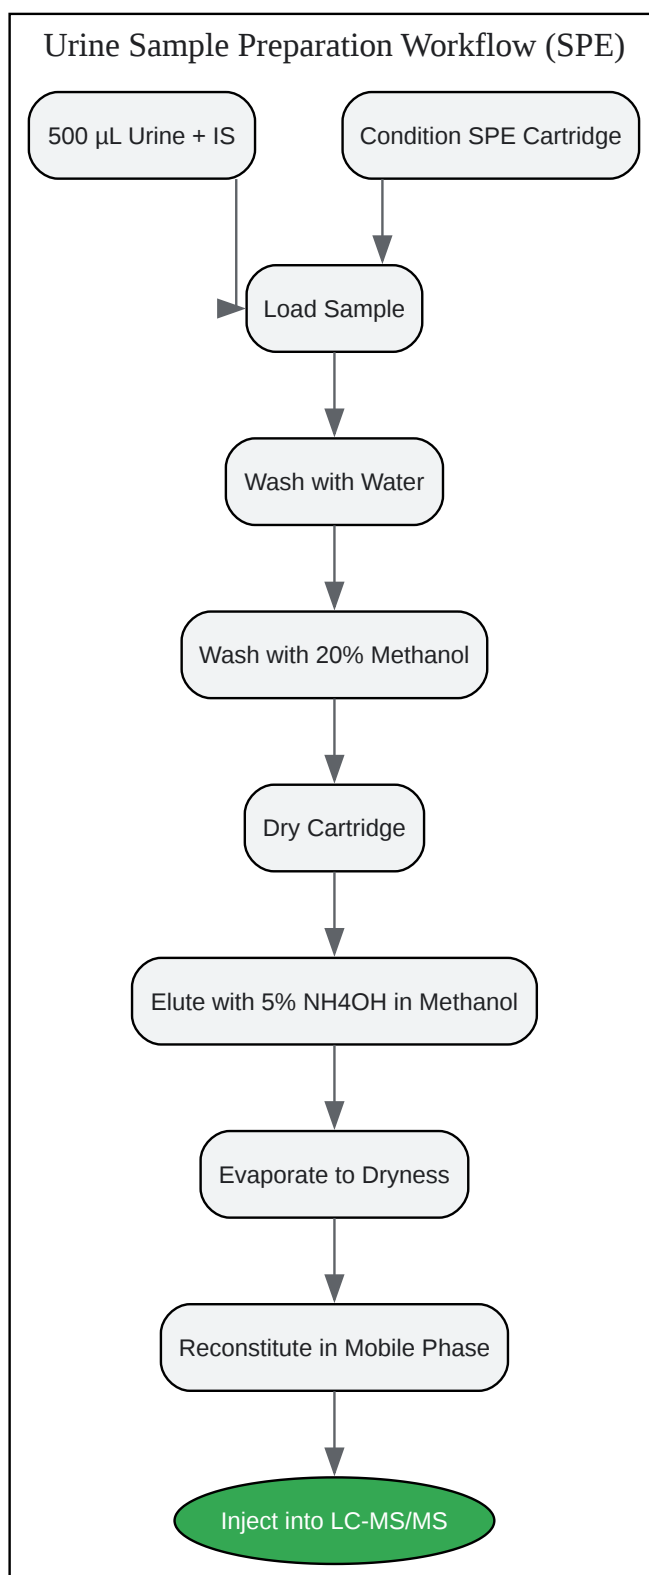 Urine Sample Preparation Workflow (SPE)
500 µL Urine + IS
Condition SPE Cartridge
Load Sample
Wash with Water
Wash with 20% Methanol
Dry Cartridge
Elute with 5% NH4OH in Methanol
Evaporate to Dryness
Reconstitute in Mobile Phase
Inject into LC-MS/MS